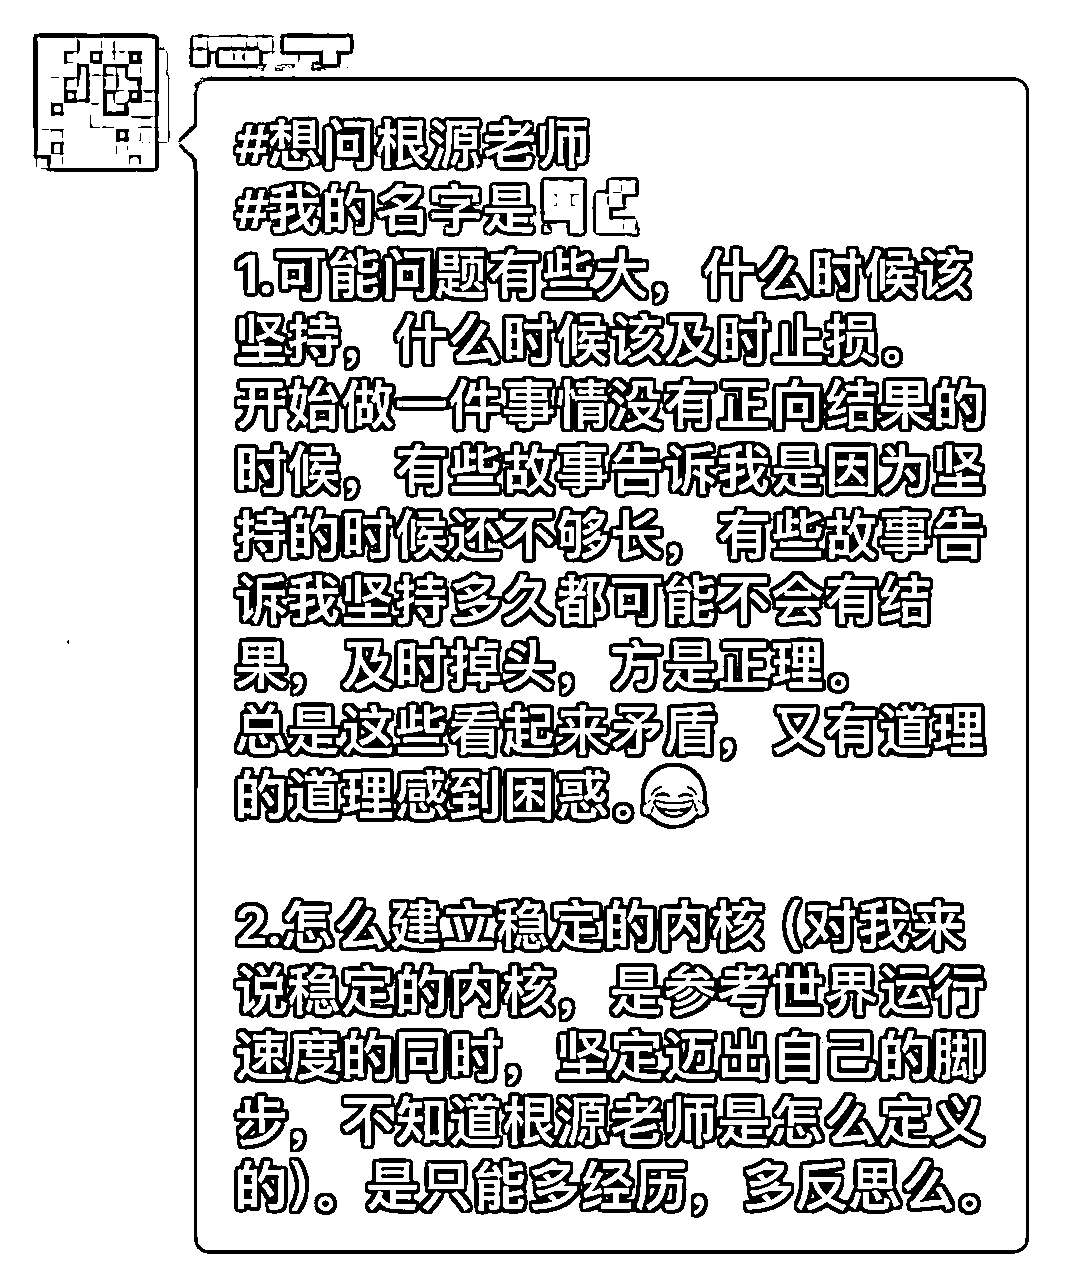 #想问根源老师
#我的名字是
1.可能问题有些大，什么时候该
坚持，什么时候该及时止损。
开始做一件事情没有正向结果的
时候，有些故事告诉我是因为坚
持的时候还不够长，有些故事告
诉我坚持多久都可能不会有结
果，及时掉头，方是正理。
总是这些看起来矛盾，又有道理
的道理感到困惑。😂
2.怎么建立稳定的内核（对我来
说稳定的内核，是参考世界运行
速度的同时，坚定迈出自己的脚
步，不知道根源老师是怎么定义
的）。是只能多经历，多反思么。